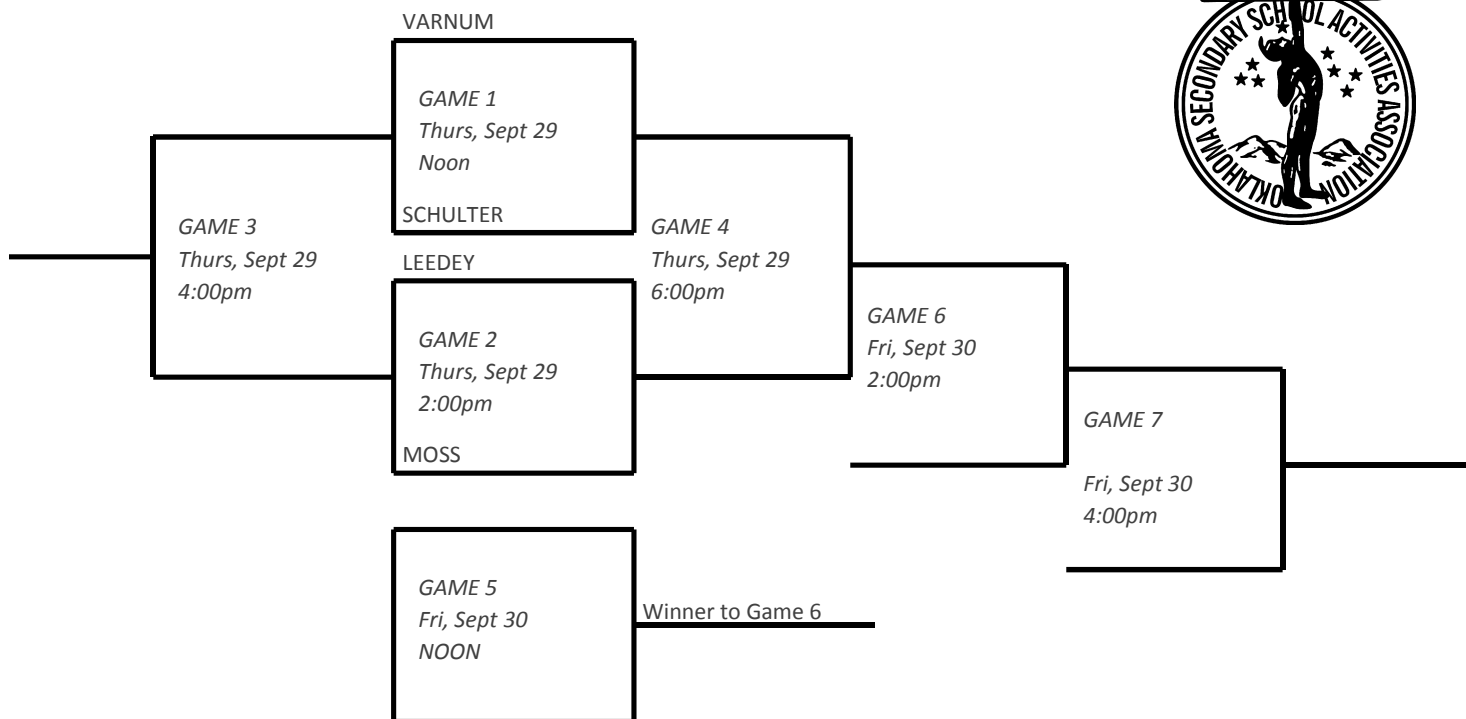 VARNUM
GAME 1
Thurs, Sept 29
Noon
SCHULTER
GAME 3
Thurs, Sept 29
4:00pm
GAME 4
Thurs, Sept 29
6:00pm
LEEDEY
GAME 2
Thurs, Sept 29
2:00pm
MOSS
GAME 6
Fri, Sept 30
2:00pm
GAME 7
Fri, Sept 30
4:00pm
GAME 5
Fri, Sept 30
NOON
Winner to Game 6
OKLAHOMA SECONDARY SCHOOL ACTIVITIES ASSOCIATION